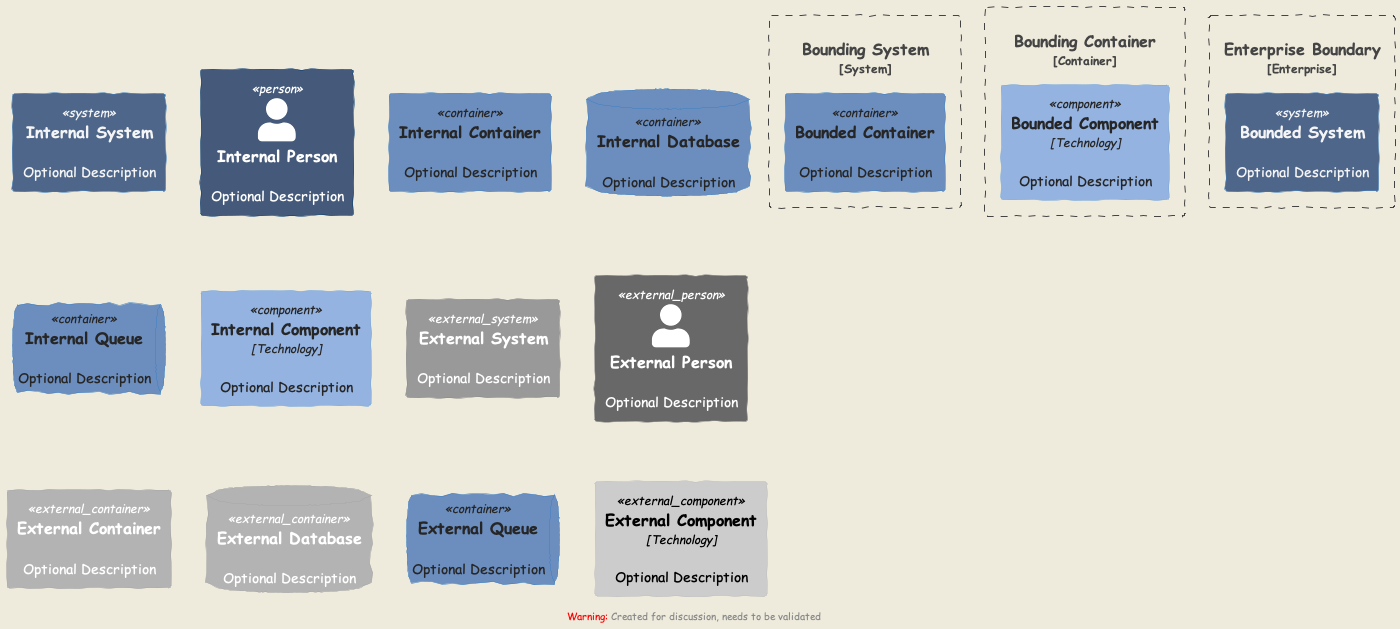 «system»
Internal System
Optional Description
«person»
Internal Person
Optional Description
«container»
Internal Container
Optional Description
«container»
Internal Database
Optional Description
Bounding System
[System]
«container»
Bounded Container
Optional Description
Bounding Container
[Container]
«component»
Bounded Component
[Technology]
Optional Description
Enterprise Boundary
[Enterprise]
«system»
Bounded System
Optional Description
«container»
Internal Queue
Optional Description
«component»
Internal Component
[Technology]
Optional Description
«external_system»
External System
Optional Description
«external_person»
External Person
Optional Description
«external_container»
External Container
Optional Description
«external_container»
External Database
Optional Description
«container»
External Queue
Optional Description
«external_component»
External Component
[Technology]
Optional Description
Warning: Created for discussion, needs to be validated